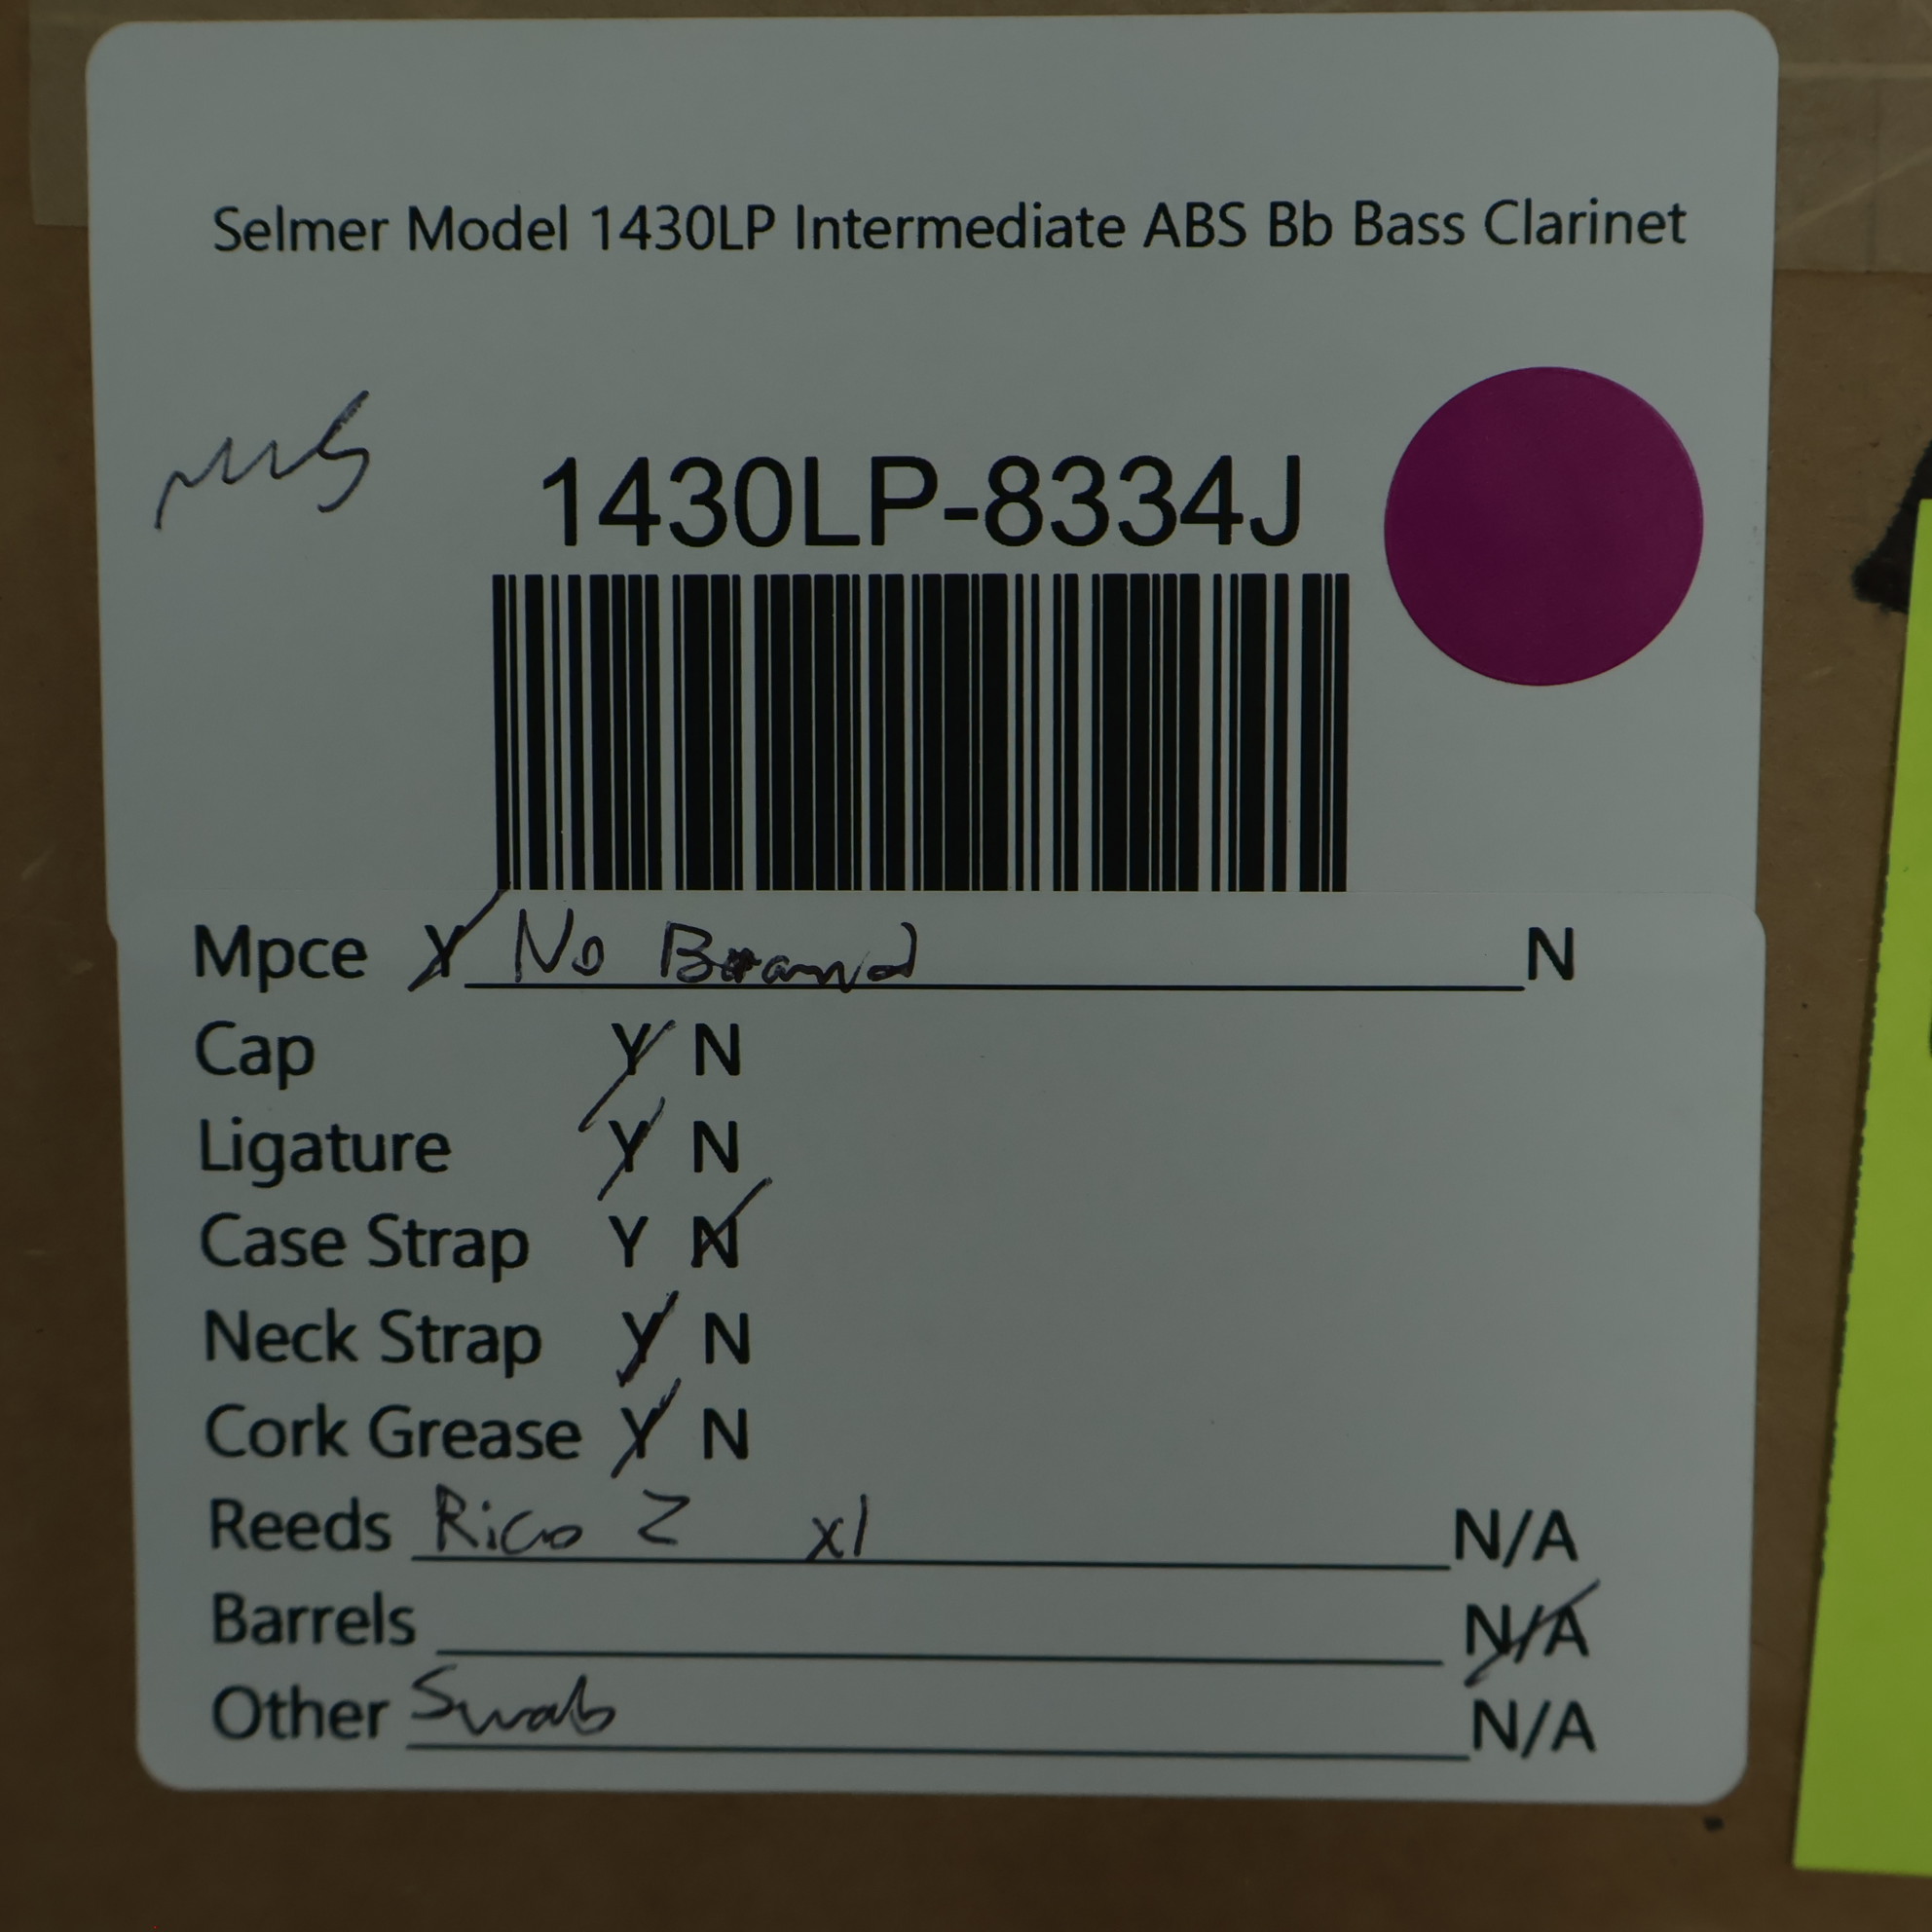 Selmer Model 1430LP Intermediate ABS Bb Bass Clarinet
1430LP-8334J
Mpce Y No Brand N
Cap Y N
Ligature Y N
Case Strap Y N
Neck Strap Y N
Cork Grease Y N
Reeds Rico 2 x1 N/A
Barrels N/A
Other Swab N/A